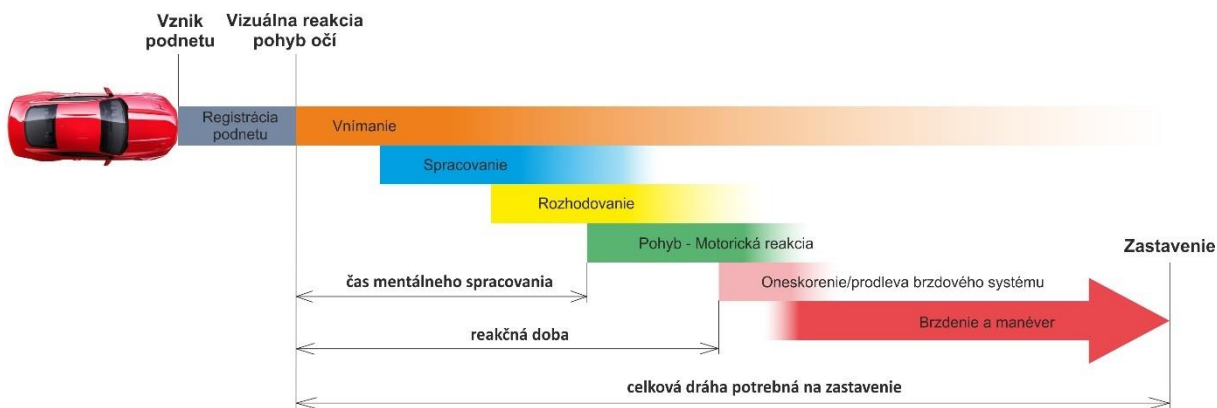 Vznik
podnetu
Vizuálna reakcia
pohyb očí
Registrácia
podnetu
Vnímanie
Spracovanie
Rozhodovanie
Pohyb - Motorická reakcia
Zastavenie
čas mentálneho spracovania
Oneskorenie/prodleva brzdového systému
Brzdenie a manéver
reakčná doba
celková dráha potrebná na zastavenie